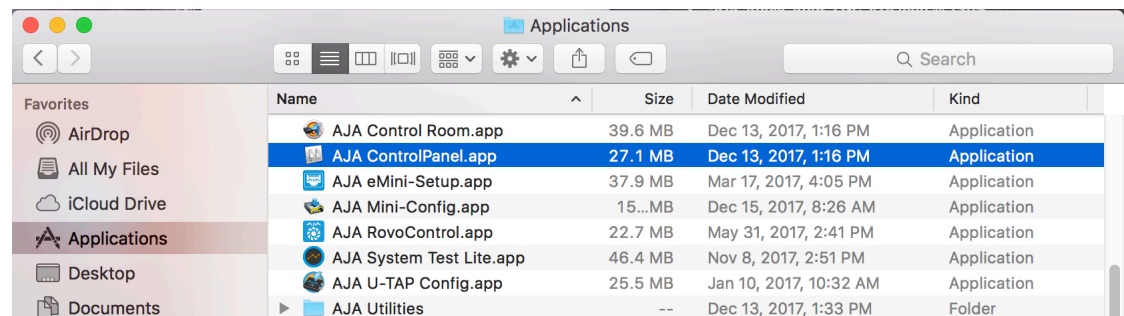 Applications
Search
Favorites
AirDrop
All My Files
iCloud Drive
Applications
Desktop
Documents
Name Size Date Modified Kind
AJA Control Room.app 39.6 MB Dec 13, 2017, 1:16 PM Application
AJA ControlPanel.app 27.1 MB Dec 13, 2017, 1:16 PM Application
AJA eMini-Setup.app 37.9 MB Mar 17, 2017, 4:05 PM Application
AJA Mini-Config.app 15...MB Dec 15, 2017, 8:26 AM Application
AJA RovoControl.app 22.7 MB May 31, 2017, 2:41 PM Application
AJA System Test Lite.app 46.4 MB Nov 8, 2017, 2:51 PM Application
AJA U-TAP Config.app 25.5 MB Jan 10, 2017, 10:32 AM Application
AJA Utilities -- Dec 13, 2017, 1:33 PM Folder